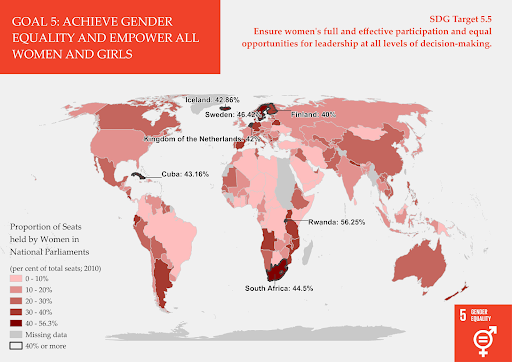 GOAL 5: ACHIEVE GENDER
EQUALITY AND EMPOWER ALL
WOMEN AND GIRLS
SDG Target 5.5
Ensure women's full and effective participation and equal
opportunities for leadership at all levels of decision-making.
Iceland: 42.86%
Sweden: 46.42%
Finland: 40%
Kingdom of the Netherlands: 42%
Cuba: 43.16%
Rwanda: 56.25%
South Africa: 44.5%
Proportion of Seats
held by Women in
National Parliaments
(per cent of total seats; 2010)
0 - 10%
10 - 20%
20 - 30%
30 - 40%
40 - 56.3%
Missing data
40% or more
5 GENDER
EQUALITY